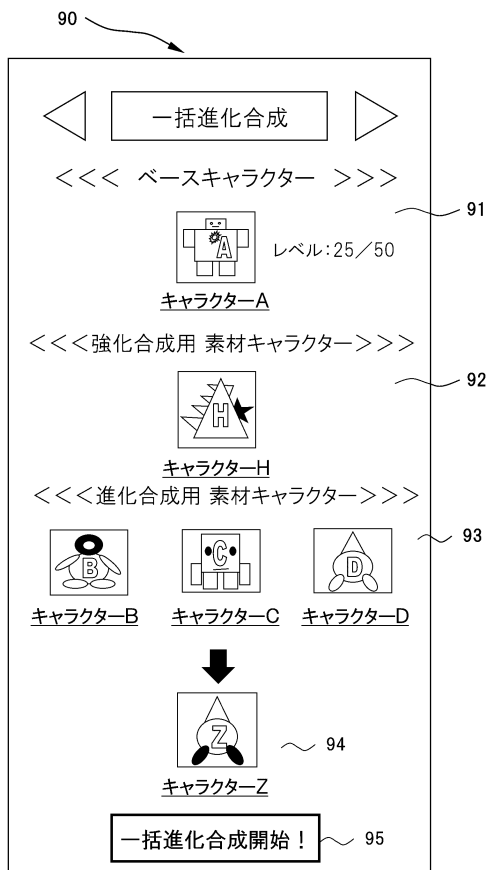 90
一括進化合成
<<< ベースキャラクター >>>
91
A
レベル:25/50
キャラクターA
<<<強化合成用 素材キャラクター>>>
92
H
キャラクターH
<<<進化合成用 素材キャラクター>>>
93
B C D
キャラクターB キャラクターC キャラクターD
Z
94
キャラクターZ
一括進化合成開始!
95